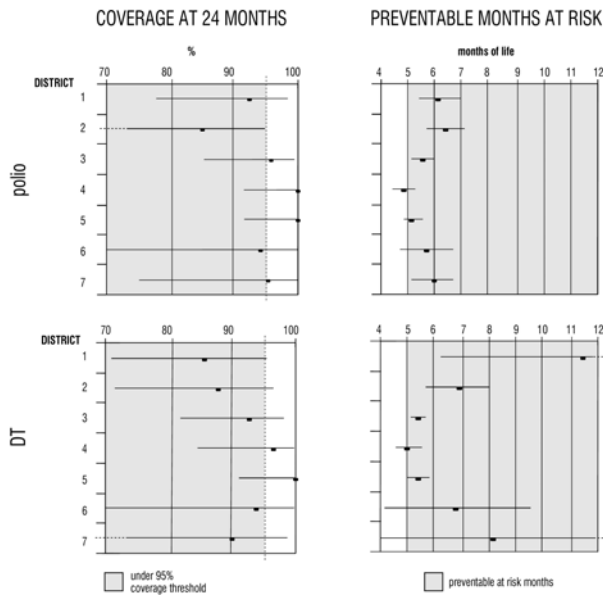 COVERAGE AT 24 MONTHS
PREVENTABLE MONTHS AT RISK
%
months of life
70 80 90 100
4 5 6 7 8 9 10 11 12
DISTRICT
polio
1
2
3
4
5
6
7
70 80 90 100
4 5 6 7 8 9 10 11 12
DISTRICT
DT
1
2
3
4
5
6
7
under 95%
coverage threshold
preventable at risk months